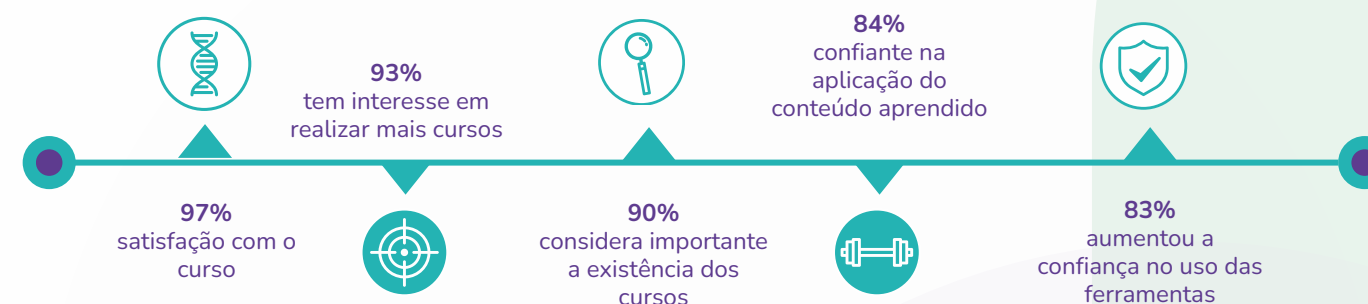 97%
satisfação com o
curso
93%
tem interesse em
realizar mais cursos
90%
considera importante
a existência dos
cursos
84%
confiante na
aplicação do
conteúdo aprendido
83%
aumentou a
confiança no uso das
ferramentas